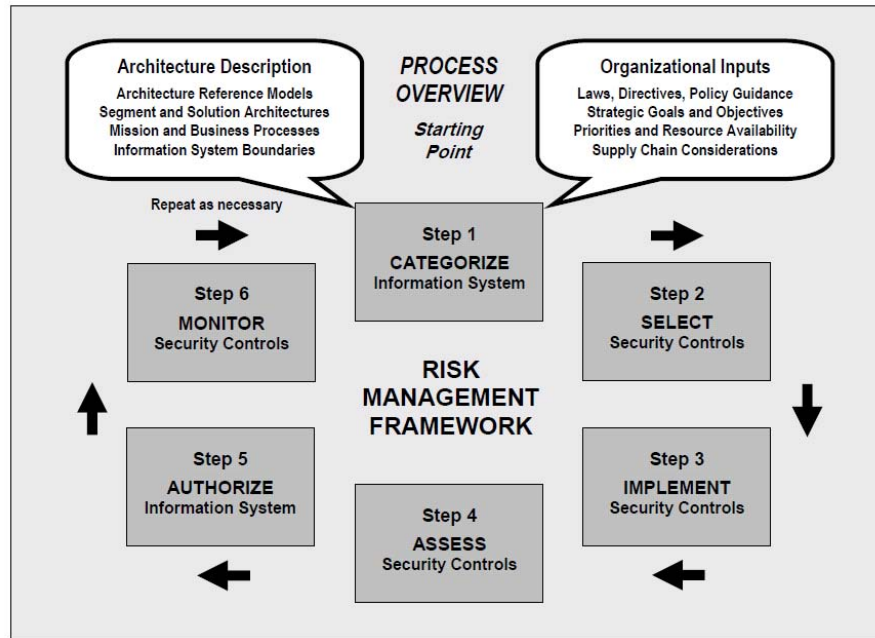 Architecture Description
Architecture Reference Models
Segment and Solution Architectures
Mission and Business Processes
Information System Boundaries
PROCESS
OVERVIEW
Starting
Point
Organizational Inputs
Laws, Directives, Policy Guidance
Strategic Goals and Objectives
Priorities and Resource Availability
Supply Chain Considerations
Repeat as necessary
Step 1
CATEGORIZE
Information System
Step 2
SELECT
Security Controls
Step 3
IMPLEMENT
Security Controls
Step 4
ASSESS
Security Controls
Step 5
AUTHORIZE
Information System
Step 6
MONITOR
Security Controls
RISK
MANAGEMENT
FRAMEWORK